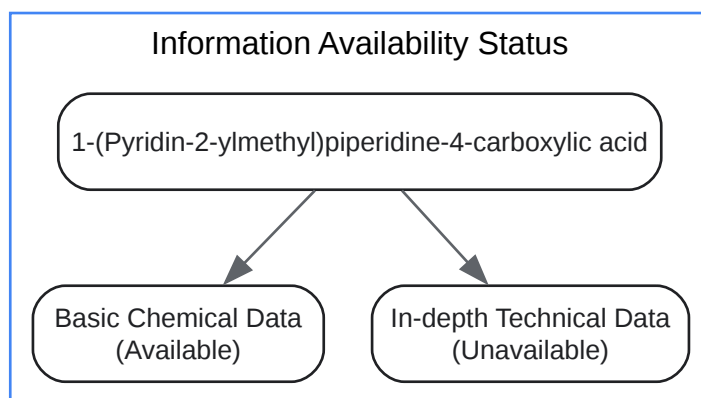 Information Availability Status
1-(Pyridin-2-ylmethyl)piperidine-4-carboxylic acid
Basic Chemical Data
(Available)
In-depth Technical Data
(Unavailable)